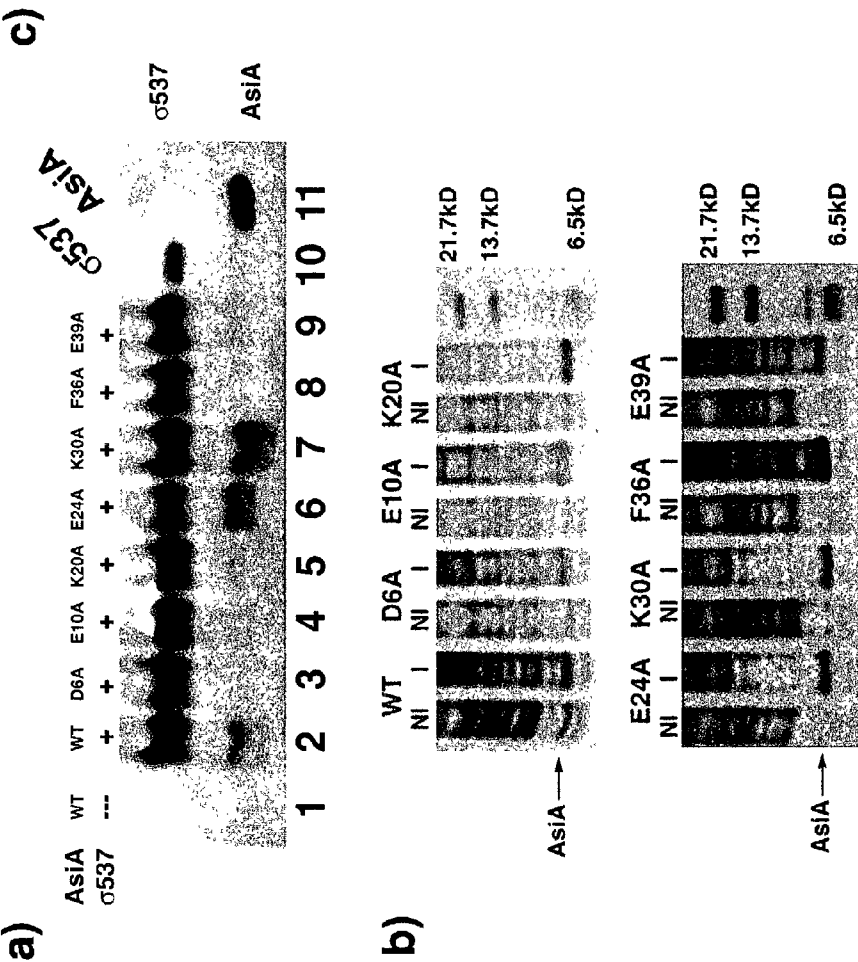 a)
AsiA WT WT D6A E10A K20A E24A K30A F36A E39A σ537 AsiA
σ537 --- + + + + + + + +
σ537
AsiA
1 2 3 4 5 6 7 8 9 10 11
c)
b)
WT D6A E10A K20A
NI I NI I NI I NI I
21.7kD
13.7kD
6.5kD
AsiA
E24A K30A F36A E39A
NI I NI I NI I NI I
21.7kD
13.7kD
6.5kD
AsiA